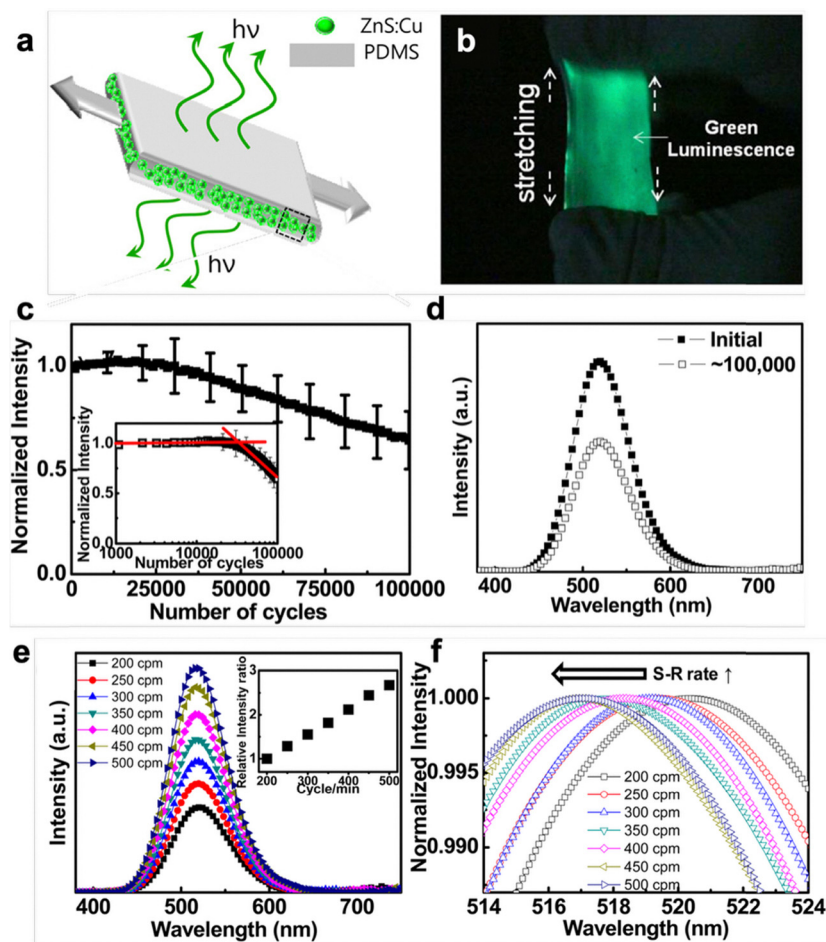 a
hν
ZnS:Cu
PDMS
hν
b
stretching
Green
Luminescence
c
Normalized Intensity
1.0
0.5
0.0
0 25000 50000 75000 100000
Number of cycles
Normalized Intensity
1.0
0.5
0.0
1000 10000 100000
Number of cycles
d
Initial
~100,000
Intensity (a.u.)
400 500 600 700
Wavelength (nm)
e
200 cpm
250 cpm
300 cpm
350 cpm
400 cpm
450 cpm
500 cpm
Intensity (a.u.)
400 500 600 700
Wavelength (nm)
Relative Intensity ratio
3
2
1
200 300 400 500
Cycle/min
f
S-R rate ↑
Normalized Intensity
1.000
0.995
0.990
200 cpm
250 cpm
300 cpm
350 cpm
400 cpm
450 cpm
500 cpm
514 516 518 520 522 524
Wavelength (nm)